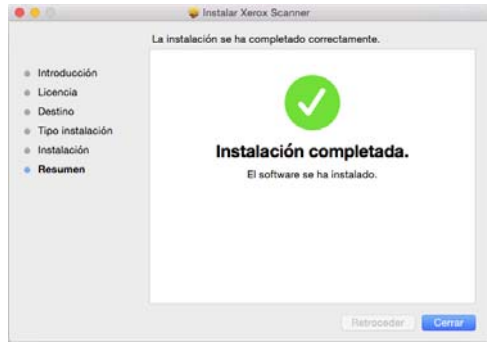 Instalar Xerox Scanner
La instalación se ha completado correctamente.
Introducción
Licencia
Destino
Tipo instalación
Instalación
Resumen
Instalación completada.
El software se ha instalado.
Retroceder
Cerrar